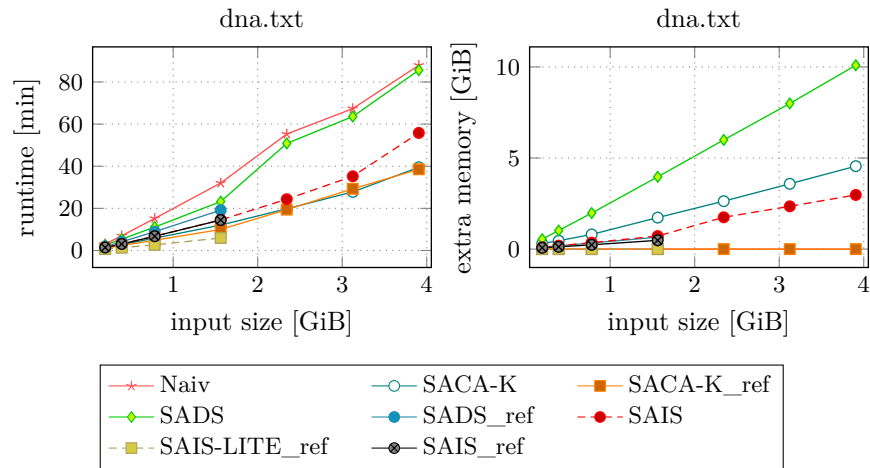 dna.txt
dna.txt
runtime [min]
80
60
40
20
0
1
2
3
4
input size [GiB]
extra memory [GiB]
10
5
0
1
2
3
4
input size [GiB]
Naiv SACA-K SACA-K_ref
SADS SADS_ref SAIS
SAIS-LITE_ref SAIS_ref